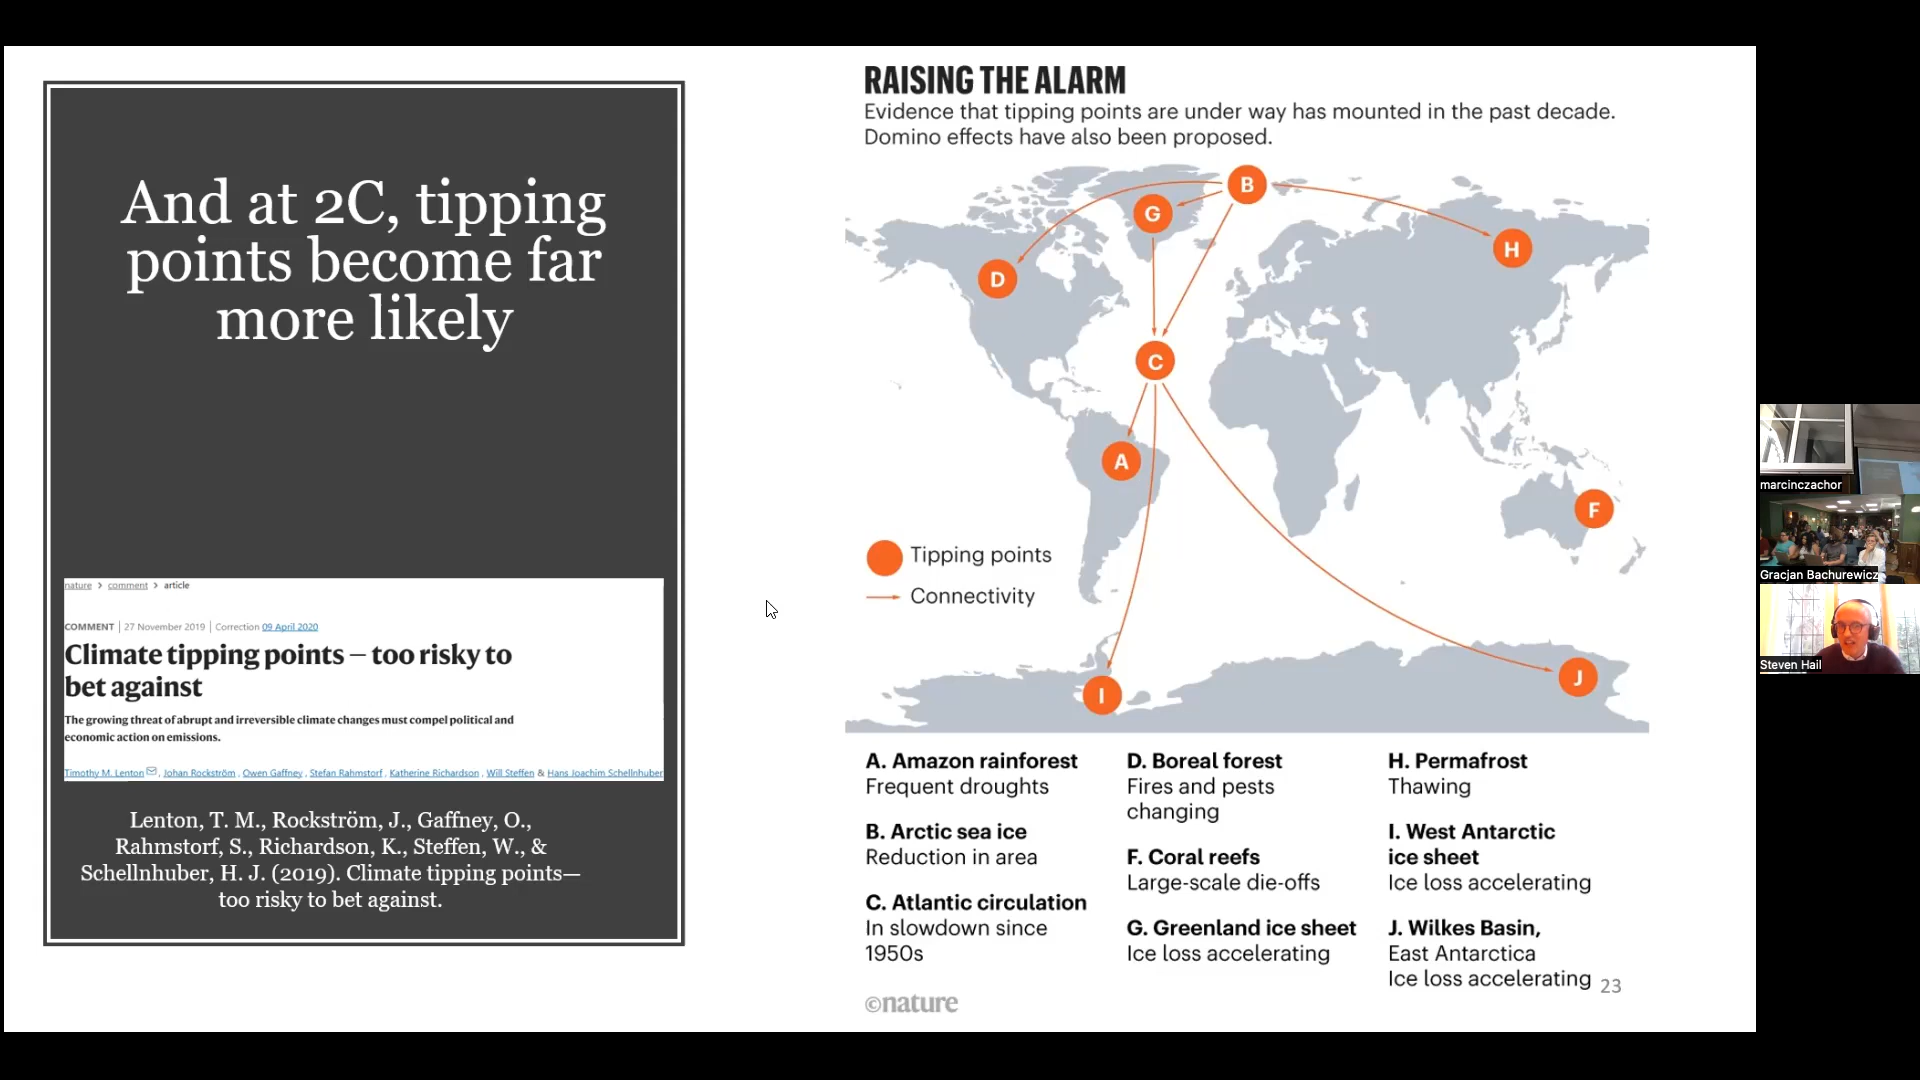 And at 2C, tipping
points become far
more likely
nature > comment > article
COMMENT | 27 November 2019 | Correction 09 April 2020
Climate tipping points — too risky to
bet against
The growing threat of abrupt and irreversible climate changes must compel political and
economic action on emissions.
Timothy M. Lenton, Johan Rockström, Owen Gaffney, Stefan Rahmstorf, Katherine Richardson, Will Steffen & Hans Joachim Schellnhuber
Lenton, T. M., Rockström, J., Gaffney, O.,
Rahmstorf, S., Richardson, K., Steffen, W., &
Schellnhuber, H. J. (2019). Climate tipping points—
too risky to bet against.
RAISING THE ALARM
Evidence that tipping points are under way has mounted in the past decade.
Domino effects have also been proposed.
B
G
H
D
C
A
F
I
J
Tipping points
Connectivity
A. Amazon rainforest
Frequent droughts
B. Arctic sea ice
Reduction in area
C. Atlantic circulation
In slowdown since
1950s
D. Boreal forest
Fires and pests
changing
F. Coral reefs
Large-scale die-offs
G. Greenland ice sheet
Ice loss accelerating
H. Permafrost
Thawing
I. West Antarctic
ice sheet
Ice loss accelerating
J. Wilkes Basin,
East Antarctica
Ice loss accelerating
23
©nature
marcinczachor
Gracjan Bachurewicz
Steven Hail